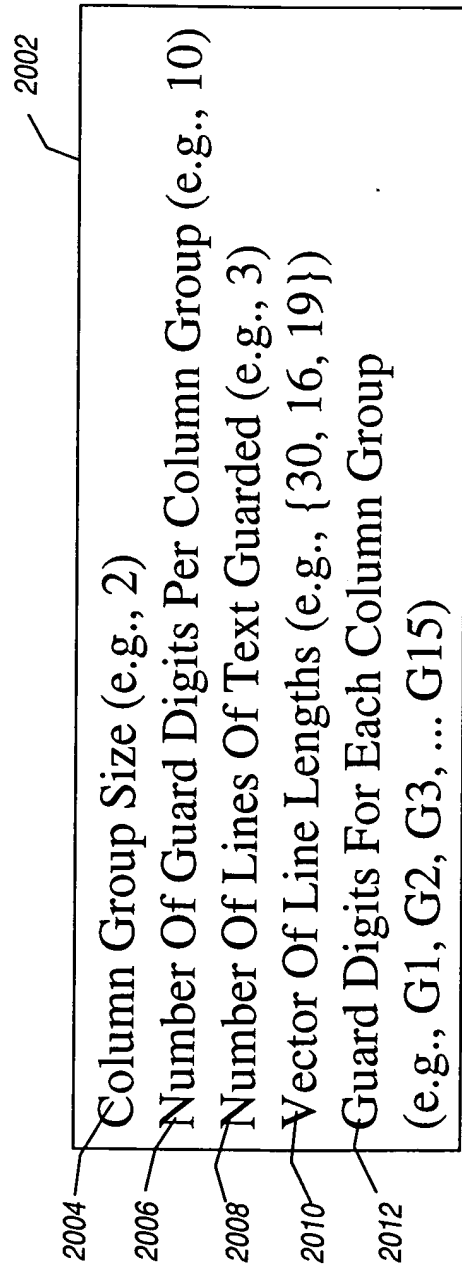 2002
2004
Column Group Size (e.g., 2)
2006
Number Of Guard Digits Per Column Group (e.g., 10)
2008
Number Of Lines Of Text Guarded (e.g., 3)
2010
Vector Of Line Lengths (e.g., {30, 16, 19})
2012
Guard Digits For Each Column Group
(e.g., G1, G2, G3, ... G15)